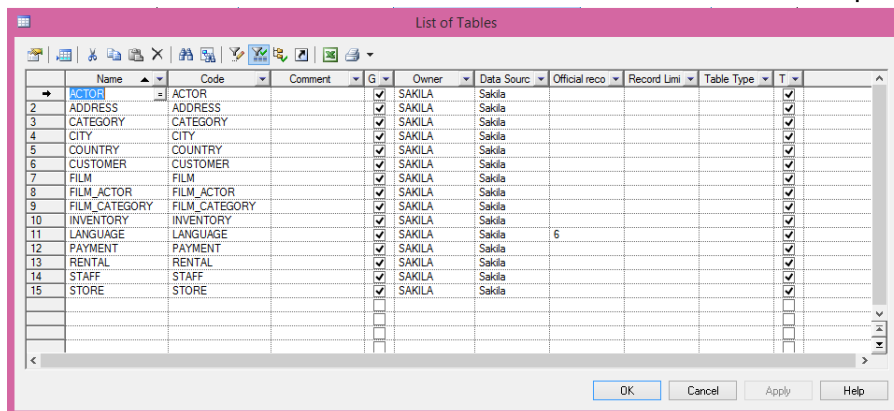 List of Tables
Name Code Comment G Owner Data Sourc Official reco Record Limi Table Type T
ACTOR = ACTOR SAKILA Sakila
2 ADDRESS ADDRESS SAKILA Sakila
3 CATEGORY CATEGORY SAKILA Sakila
4 CITY CITY SAKILA Sakila
5 COUNTRY COUNTRY SAKILA Sakila
6 CUSTOMER CUSTOMER SAKILA Sakila
7 FILM FILM SAKILA Sakila
8 FILM_ACTOR FILM_ACTOR SAKILA Sakila
9 FILM_CATEGORY FILM_CATEGORY SAKILA Sakila
10 INVENTORY INVENTORY SAKILA Sakila
11 LANGUAGE LANGUAGE SAKILA Sakila 6
12 PAYMENT PAYMENT SAKILA Sakila
13 RENTAL RENTAL SAKILA Sakila
14 STAFF STAFF SAKILA Sakila
15 STORE STORE SAKILA Sakila
OK Cancel Apply Help